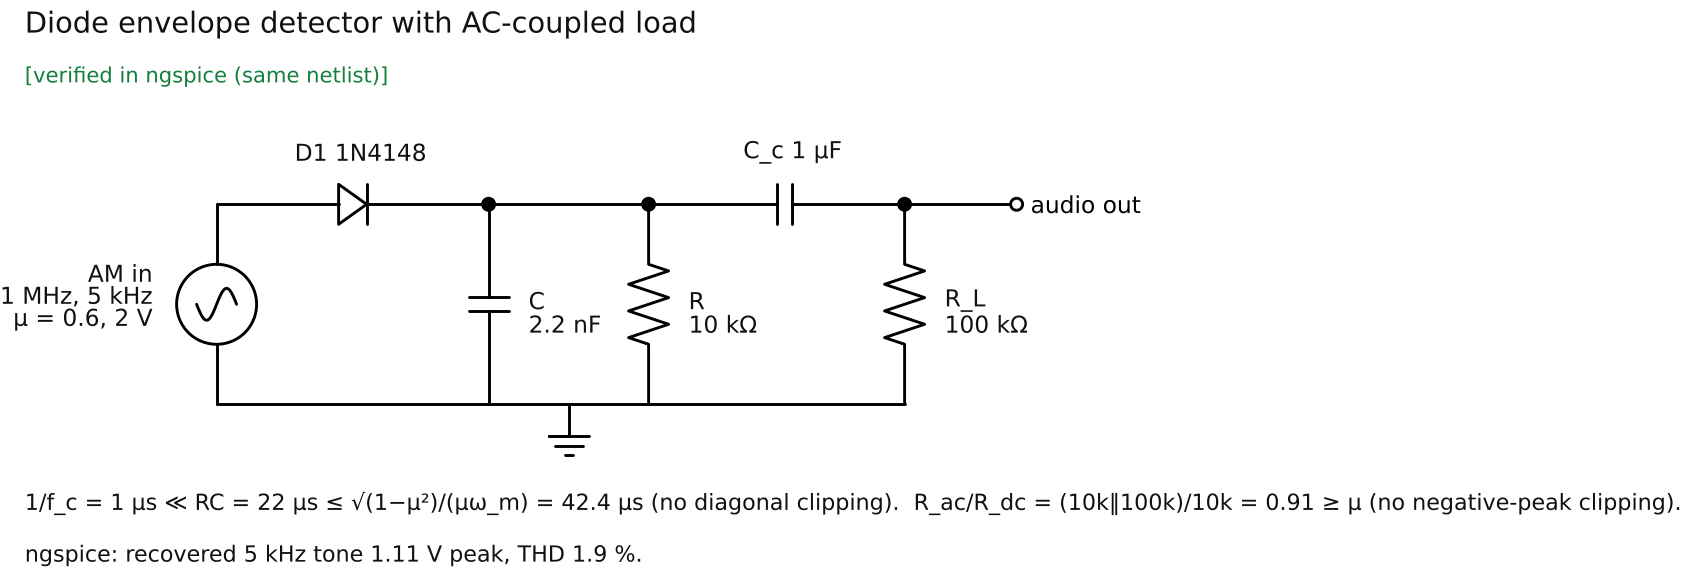 Diode envelope detector with AC-coupled load
[verified in ngspice (same netlist)]
D1 1N4148
C_c 1 µF
audio out
AM in
1 MHz, 5 kHz
µ = 0.6, 2 V
C
2.2 nF
R
10 kΩ
R_L
100 kΩ
1/f_c = 1 µs ≪ RC = 22 µs ≤ √(1−µ²)/(µω_m) = 42.4 µs (no diagonal clipping).  R_ac/R_dc = (10k‖100k)/10k = 0.91 ≥ µ (no negative-peak clipping).
ngspice: recovered 5 kHz tone 1.11 V peak, THD 1.9 %.